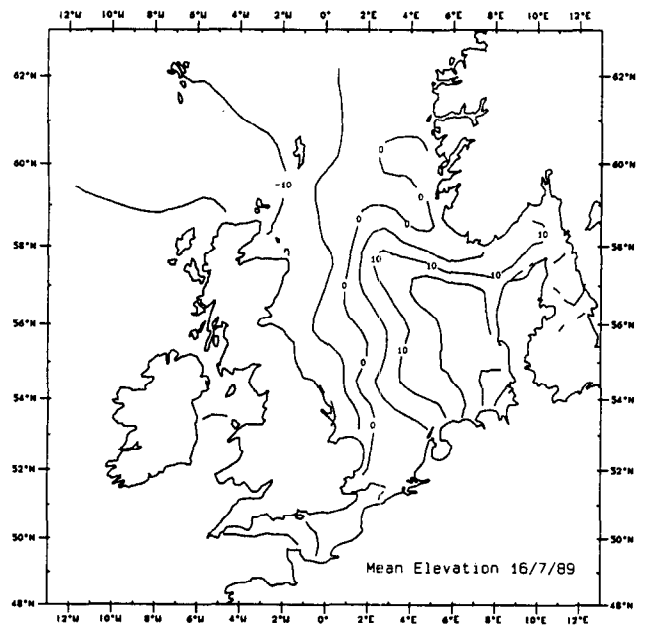 12°W 10°W 8°W 6°W 4°W 2°W 0° 2°E 4°E 6°E 8°E 10°E 12°E
62°N 62°N
0
60°N 60°N
-10
0
0 0
10
58°N 58°N
10
10 10
0
56°N 56°N
10
0
54°N 54°N
0
52°N 52°N
50°N 50°N
Mean Elevation 16/7/89
48°N 48°N
12°W 10°W 8°W 6°W 4°W 2°W 0° 2°E 4°E 6°E 8°E 10°E 12°E